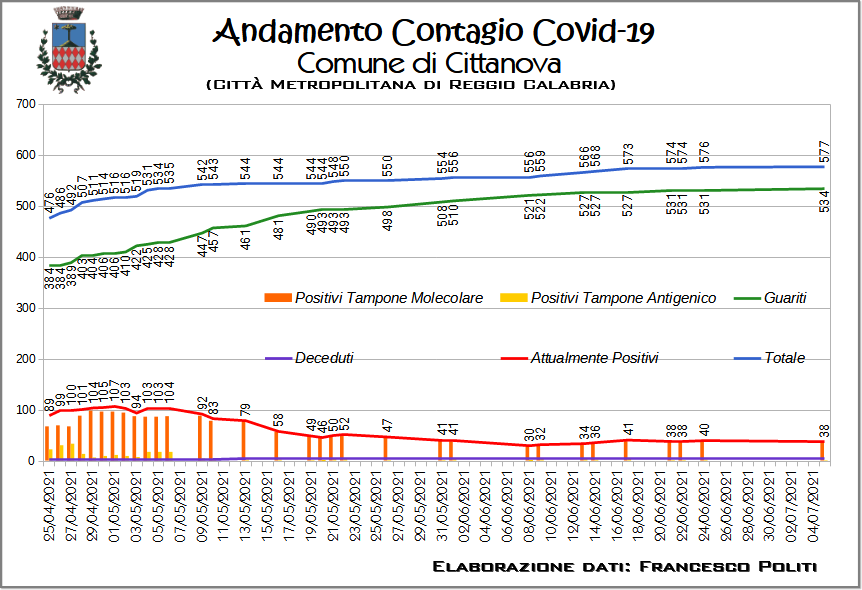 Andamento Contagio Covid-19
Comune di Cittanova
(Città Metropolitana di Reggio Calabria)
700
600
500
400
300
200
100
0
476 486 492 507 511 514 516 516 519 531 534 535 542 543 544 544 544 544 548 550 550 554 556 556 559 566 568 573 574 574 576 577
384 384 389 403 404 406 406 410 422 425 428 428 447 457 461 481 490 493 493 493 498 508 510 521 522 527 527 527 531 531 531 534
Positivi Tampone Molecolare Positivi Tampone Antigenico Guariti
Deceduti Attualmente Positivi Totale
89 99 100 101 104 105 107 103 94 103 103 104 92 83 79 58 49 46 50 52 47 41 41 30 32 34 36 41 38 38 40 38
25/04/2021 27/04/2021 29/04/2021 01/05/2021 03/05/2021 05/05/2021 07/05/2021 09/05/2021 11/05/2021 13/05/2021 15/05/2021 17/05/2021 19/05/2021 21/05/2021 23/05/2021 25/05/2021 27/05/2021 29/05/2021 31/05/2021 02/06/2021 04/06/2021 06/06/2021 08/06/2021 10/06/2021 12/06/2021 14/06/2021 16/06/2021 18/06/2021 20/06/2021 22/06/2021 24/06/2021 26/06/2021 28/06/2021 30/06/2021 02/07/2021 04/07/2021
Elaborazione dati: Francesco Politi